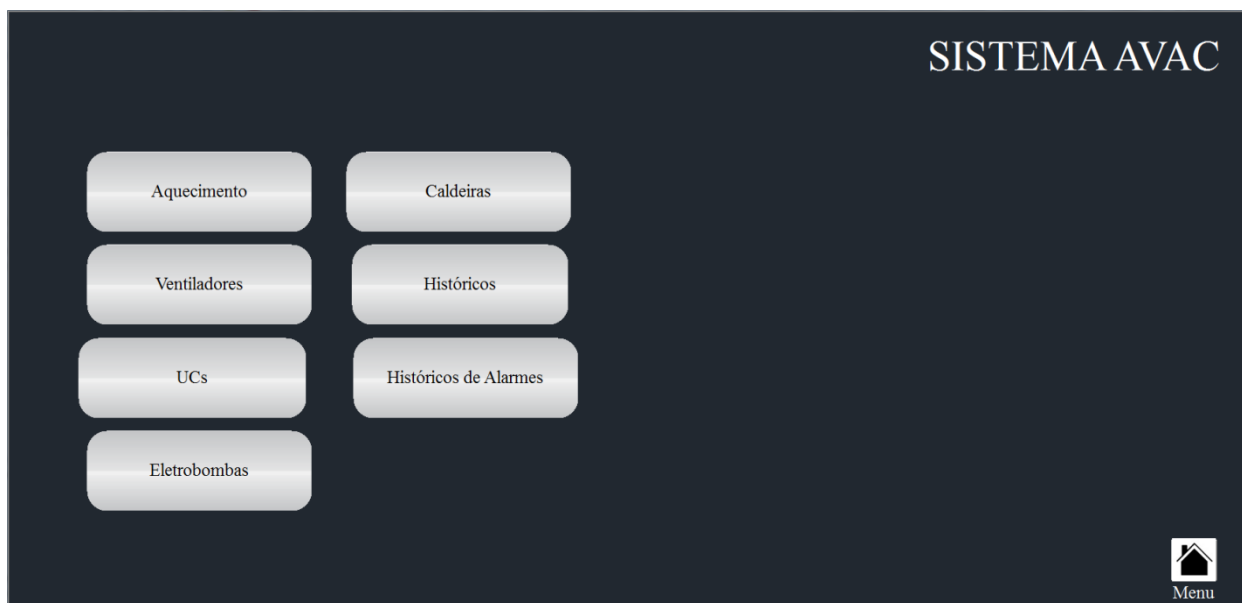 SISTEMA AVAC
Aquecimento
Caldeiras
Ventiladores
Históricos
UCs
Históricos de Alarmes
Eletrobombas
Menu